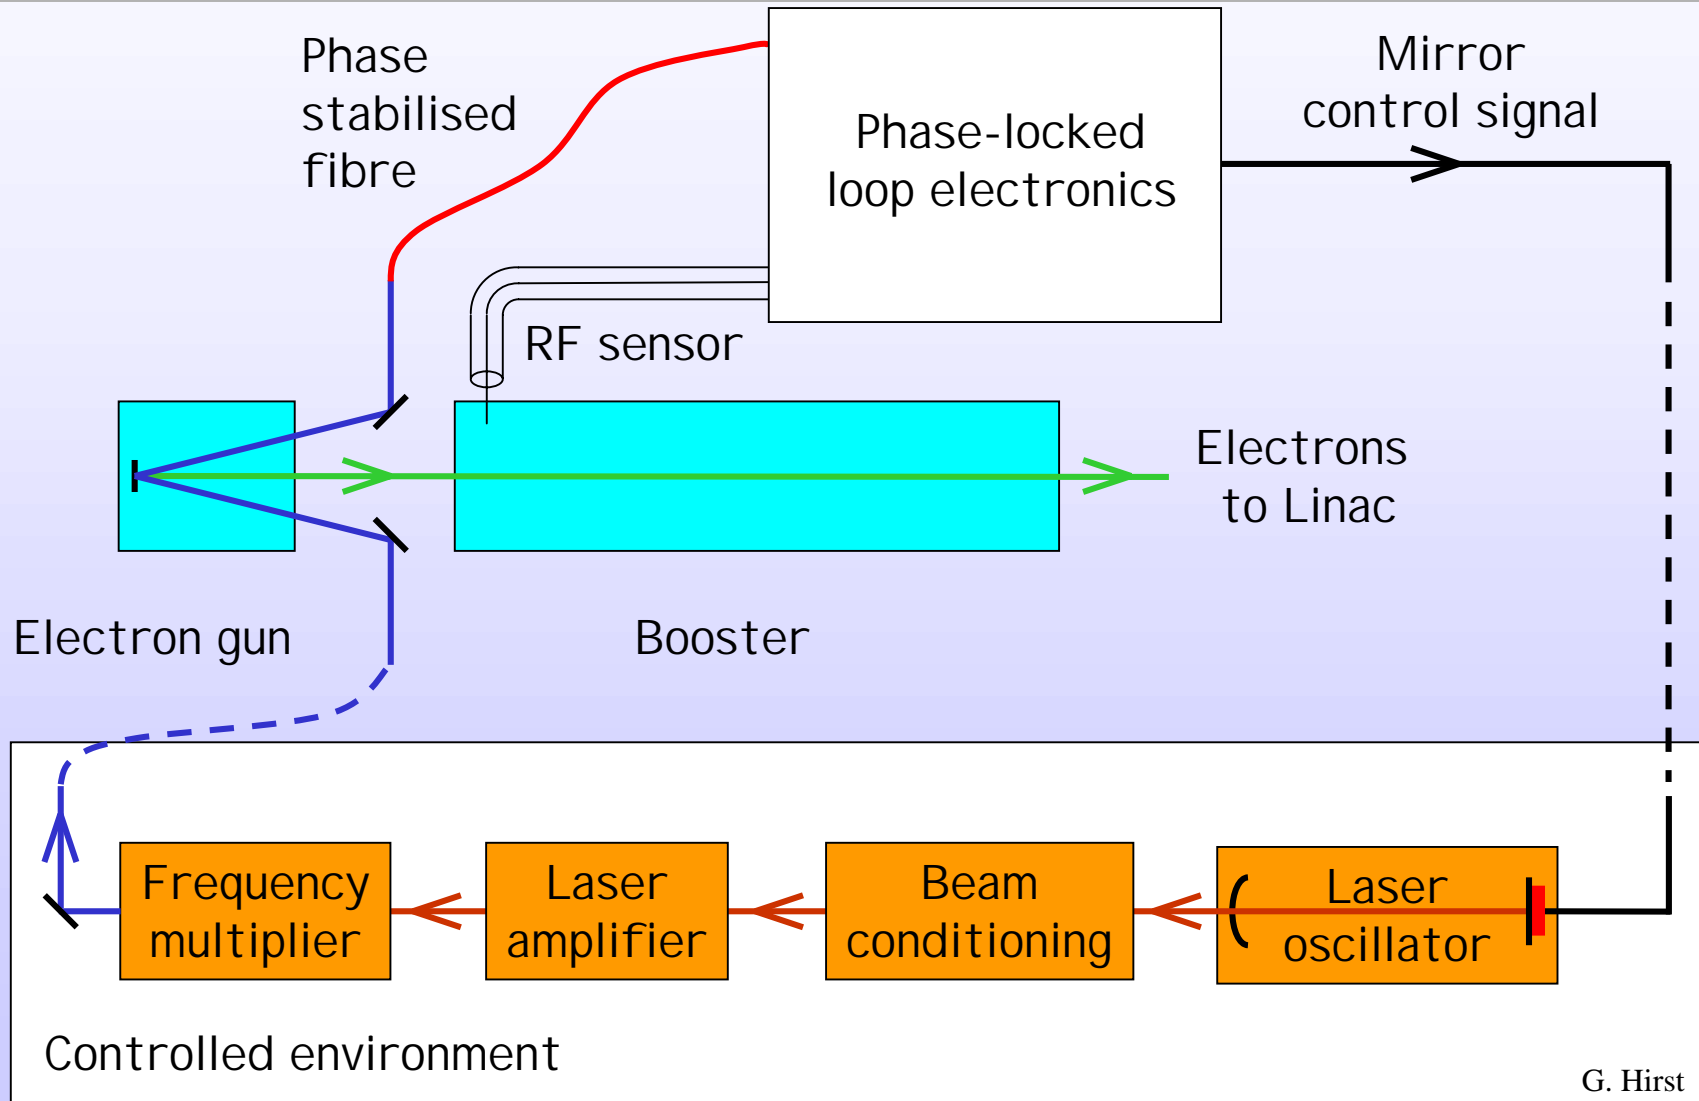 Phase
stabilised
fibre
Phase-locked
loop electronics
Mirror
control signal
RF sensor
Electrons
to Linac
Electron gun
Booster
Frequency
multiplier
Laser
amplifier
Beam
conditioning
Laser
oscillator
Controlled environment
G. Hirst